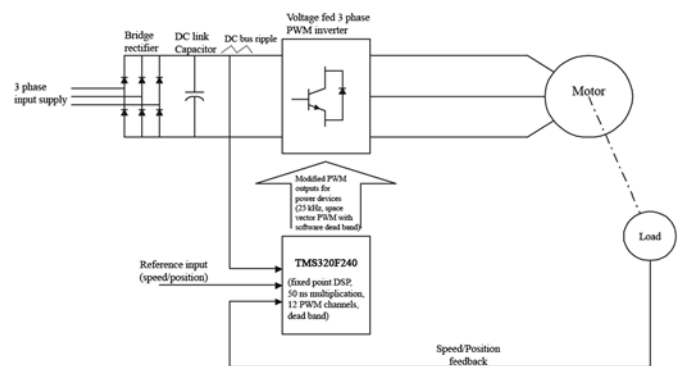 Voltage fed 3 phase
PWM inverter
Bridge
rectifier
DC link
Capacitor
DC bus ripple
3 phase
input supply
Motor
Modified PWM
outputs for
power devices
(25 kHz, space
vector PWM with
software dead band)
Load
Reference input
(speed/position)
TMS320F240
(fixed point DSP,
50 ns multiplication,
12 PWM channels,
dead band)
Speed/Position
feedback